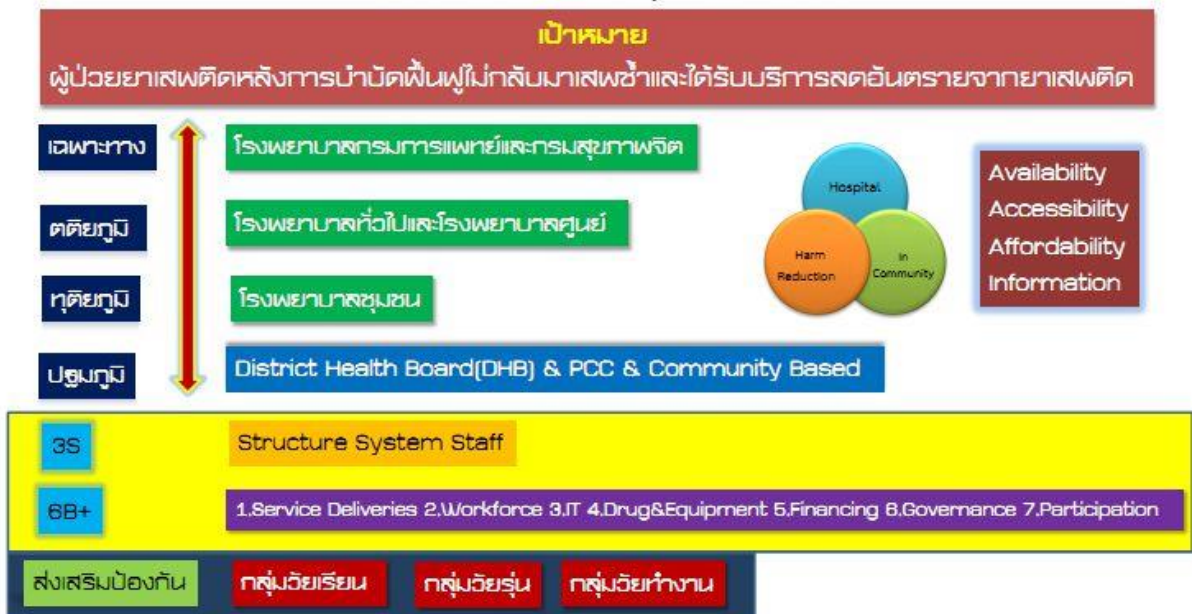 เป้าหมาย
ผู้ป่วยยาเสพติดหลังการบำบัดฟื้นฟูไม่กลับมาเสพซ้ำและได้รับบริการลดอันตรายจากยาเสพติด
เฉพาะทาง
โรงพยาบาลกรมการแพทย์และกรมสุขภาพจิต
ตติยภูมิ
โรงพยาบาลทั่วไปและโรงพยาบาลศูนย์
ทุติยภูมิ
โรงพยาบาลชุมชน
ปฐมภูมิ
District Health Board(DHB) & PCC & Community Based
Hospital
Harm
Reduction
In
Community
Availability
Accessibility
Affordability
Information
3S
Structure System Staff
6B+
1.Service Deliveries 2.Workforce 3.IT 4.Drug&Equipment 5.Financing 6.Governance 7.Participation
ส่งเสริมป้องกัน
กลุ่มวัยเรียน
กลุ่มวัยรุ่น
กลุ่มวัยทำงาน